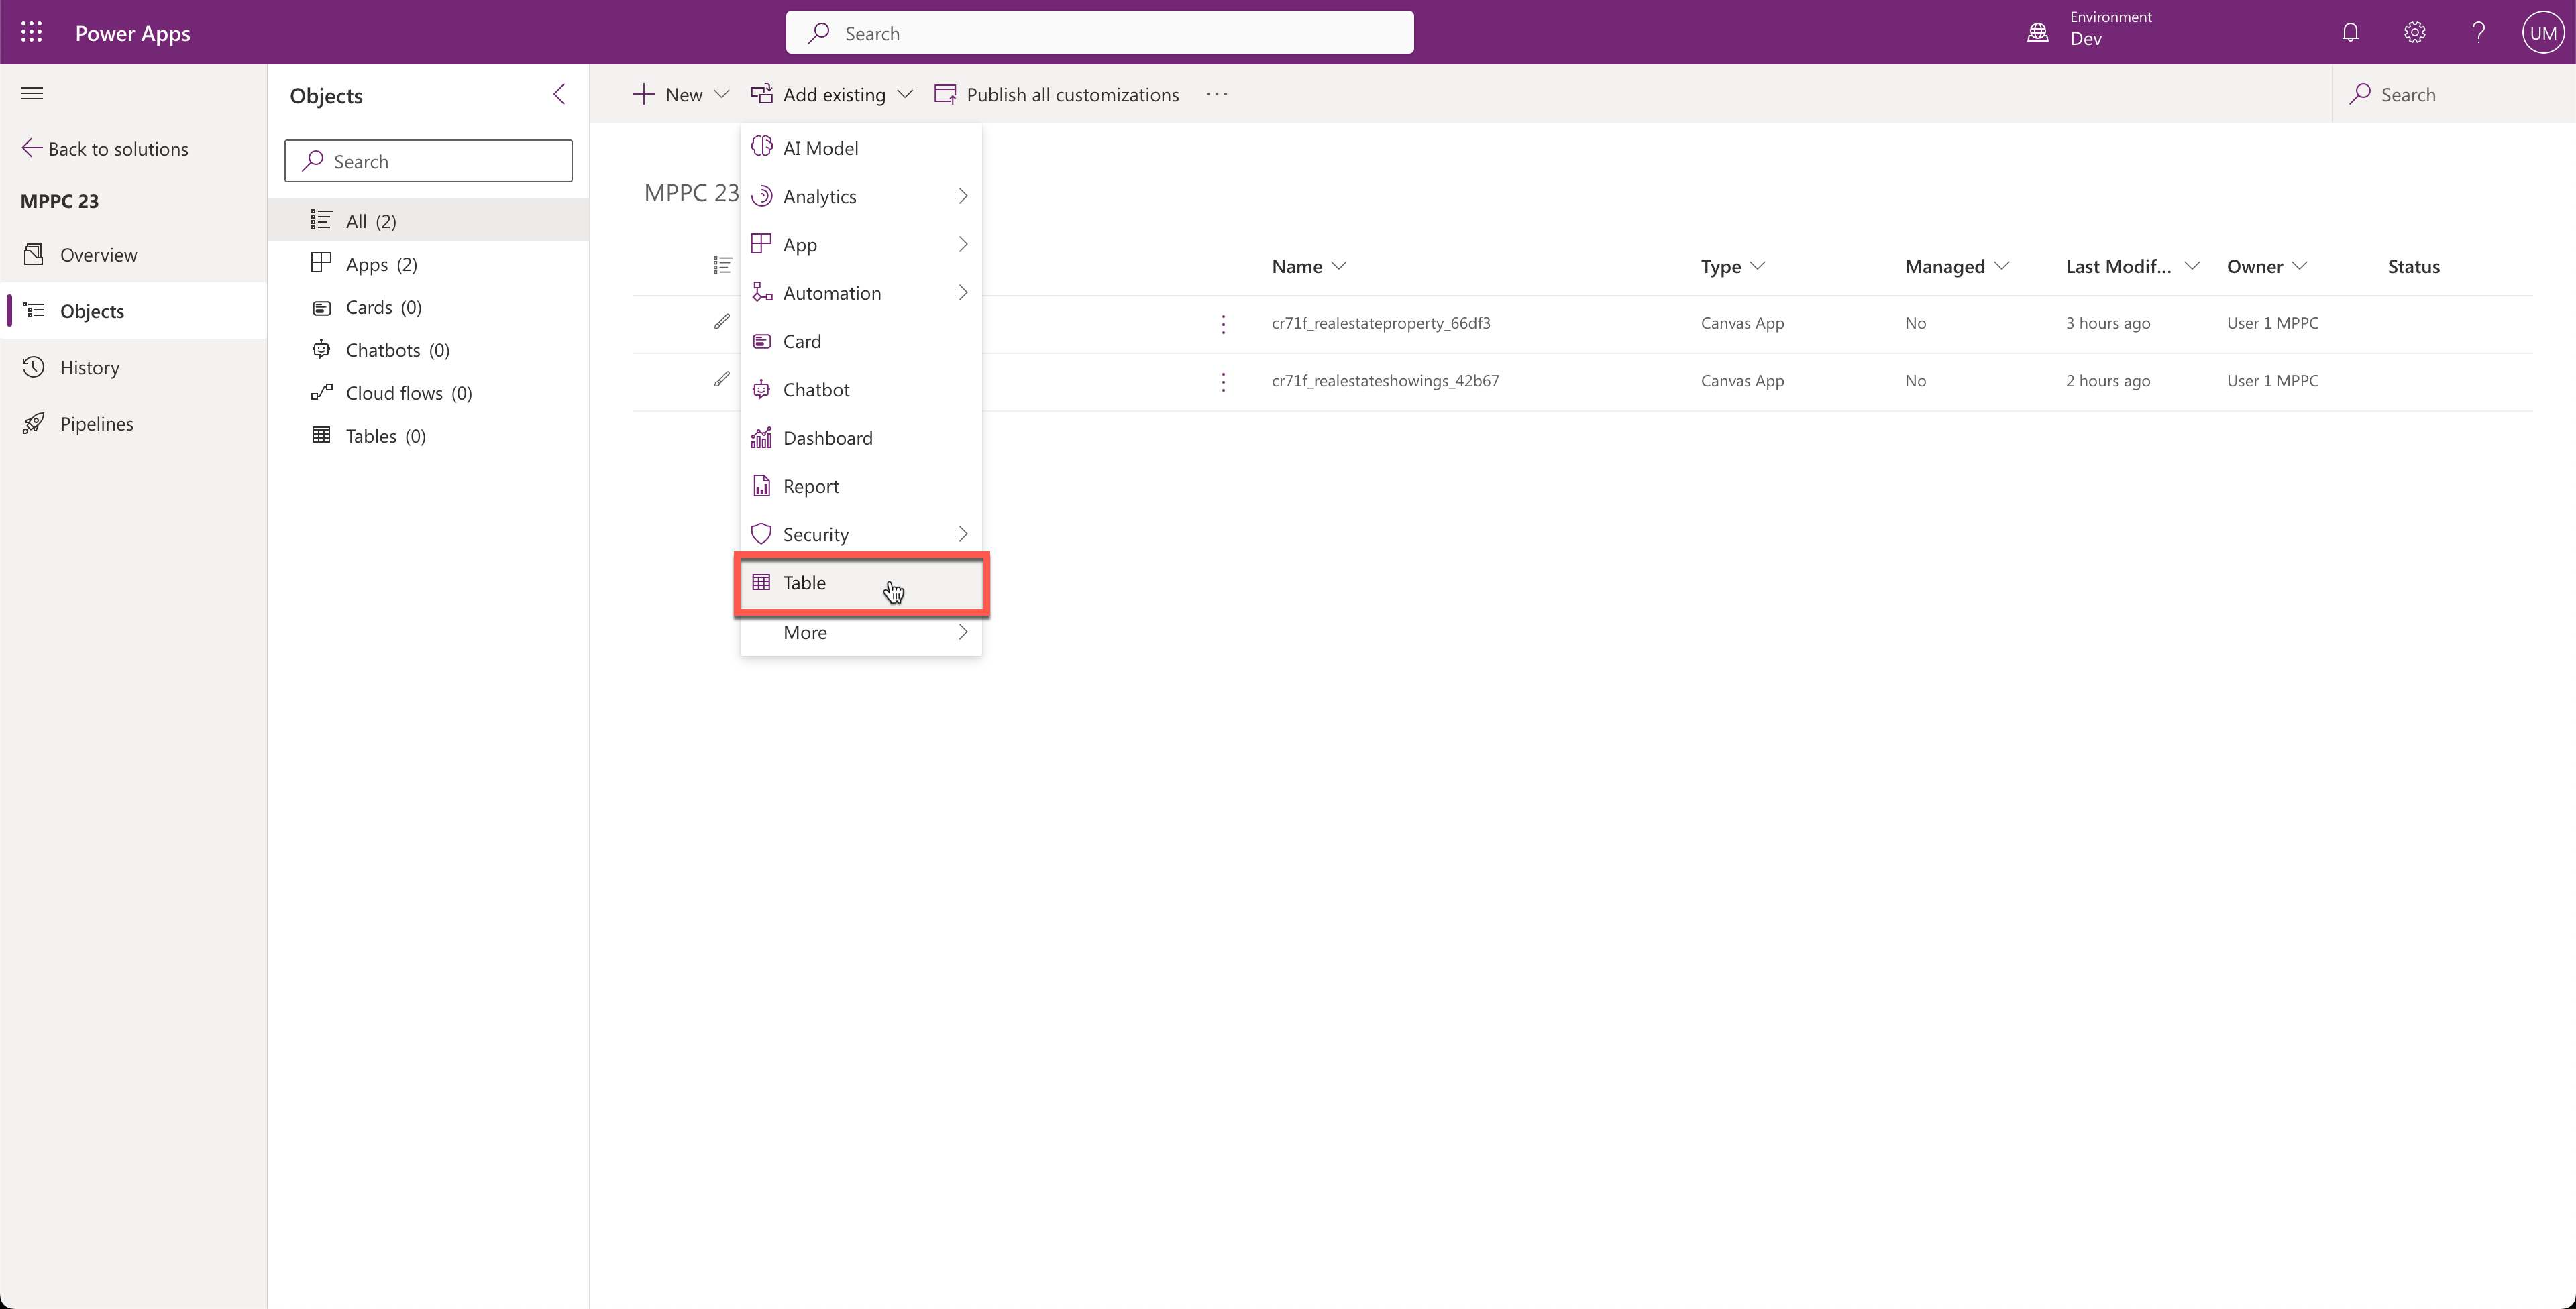 Power Apps
Search
Environment
Dev
UM
Back to solutions
MPPC 23
Overview
Objects
History
Pipelines
Objects
Search
All (2)
Apps (2)
Cards (0)
Chatbots (0)
Cloud flows (0)
Tables (0)
New
Add existing
Publish all customizations
Search
MPPC 23
AI Model
Analytics
App
Automation
Card
Chatbot
Dashboard
Report
Security
Table
More
Name Type Managed Last Modif... Owner Status
cr71f_realestateproperty_66df3 Canvas App No 3 hours ago User 1 MPPC
cr71f_realestateshowings_42b67 Canvas App No 2 hours ago User 1 MPPC